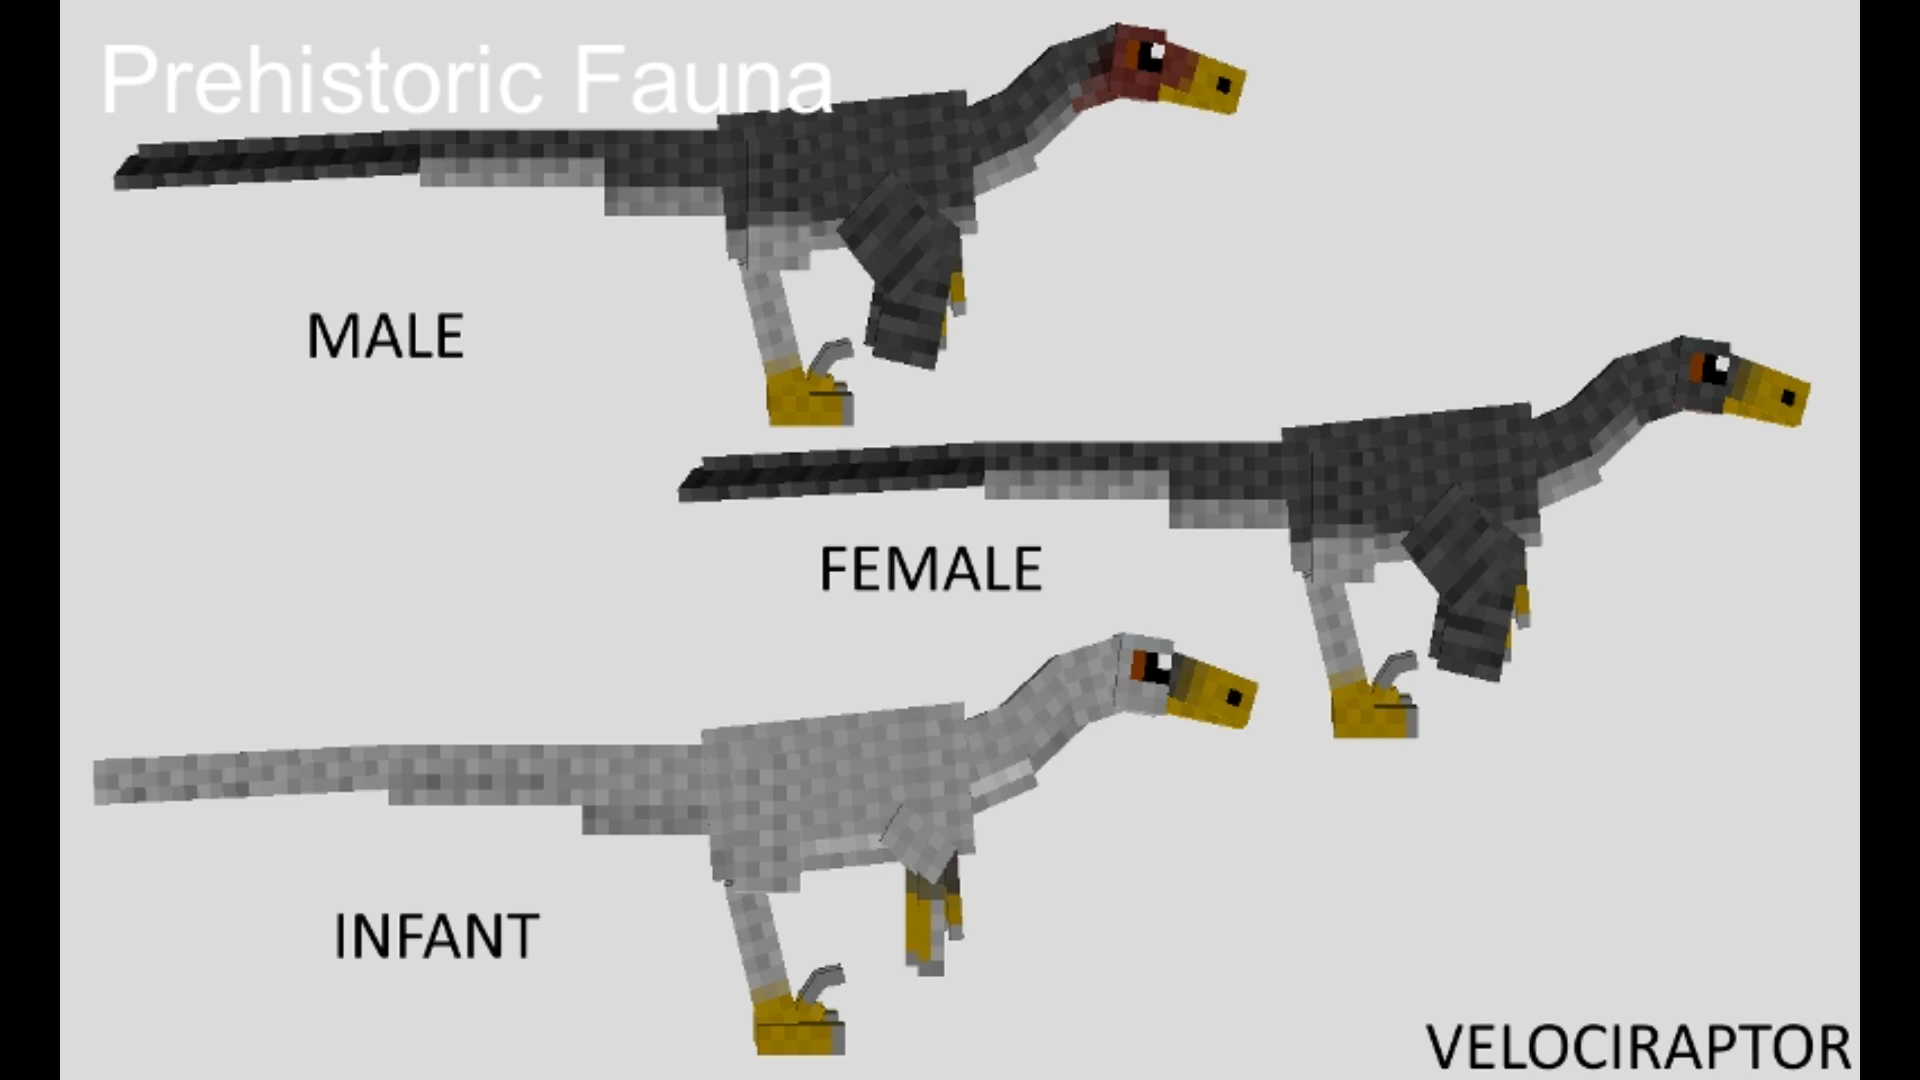 Prehistoric Fauna
MALE
FEMALE
INFANT
VELOCIRAPTOR